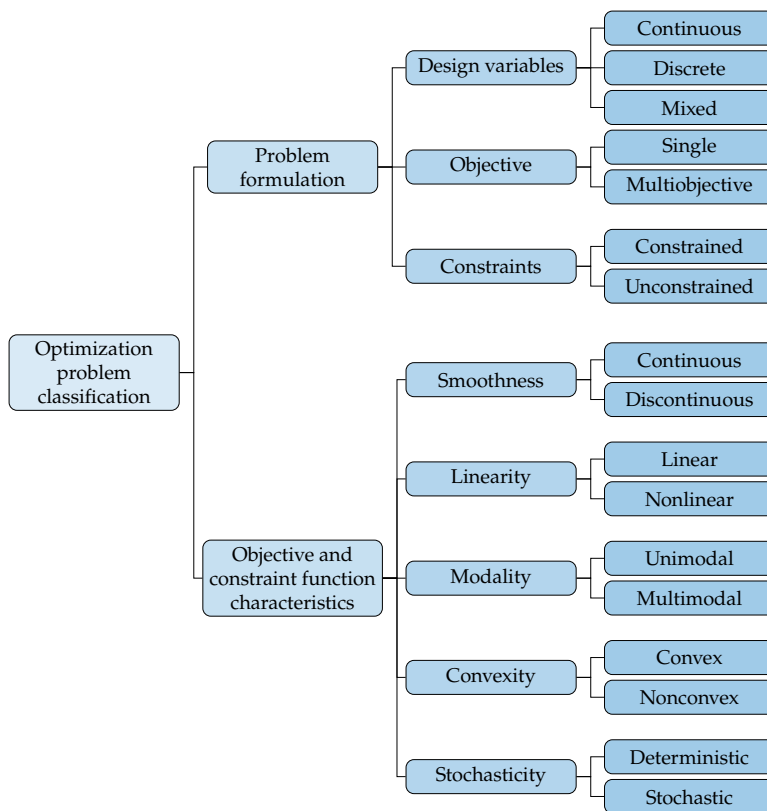 Optimization
problem
classification
Problem
formulation
Design variables
Continuous
Discrete
Mixed
Objective
Single
Multiobjective
Constraints
Constrained
Unconstrained
Objective and
constraint function
characteristics
Smoothness
Continuous
Discontinuous
Linearity
Linear
Nonlinear
Modality
Unimodal
Multimodal
Convexity
Convex
Nonconvex
Stochasticity
Deterministic
Stochastic